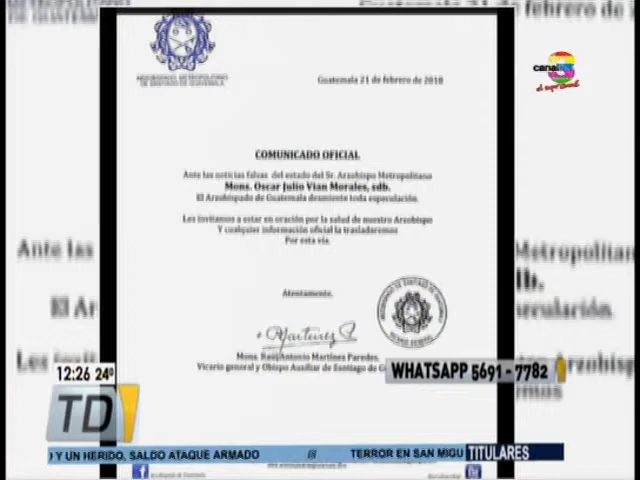 ARZOBISPADO METROPOLITANO
DE SANTIAGO DE GUATEMALA
Guatemala 21 de febrero de 2018
canal
el superCanal
COMUNICADO OFICIAL
Ante las noticias falsas del estado del Sr. Arzobispo Metropolitano
Mons. Oscar Julio Vian Morales, sdb.
El Arzobispado de Guatemala desmiente toda especulación.
Les invitamos a estar en oración por la salud de nuestro Arzobispo
Y cualquier información oficial la trasladaremos
Por esta vía.
Atentamente.
Mons. Raúl Antonio Martínez Paredes.
Vicario general y Obispo Auxiliar de Santiago de
12:26 24º
WHATSAPP 5691-7782
TD
O Y UN HERIDO, SALDO ATAQUE ARMADO
TERROR EN SAN MIGU
TITULARES